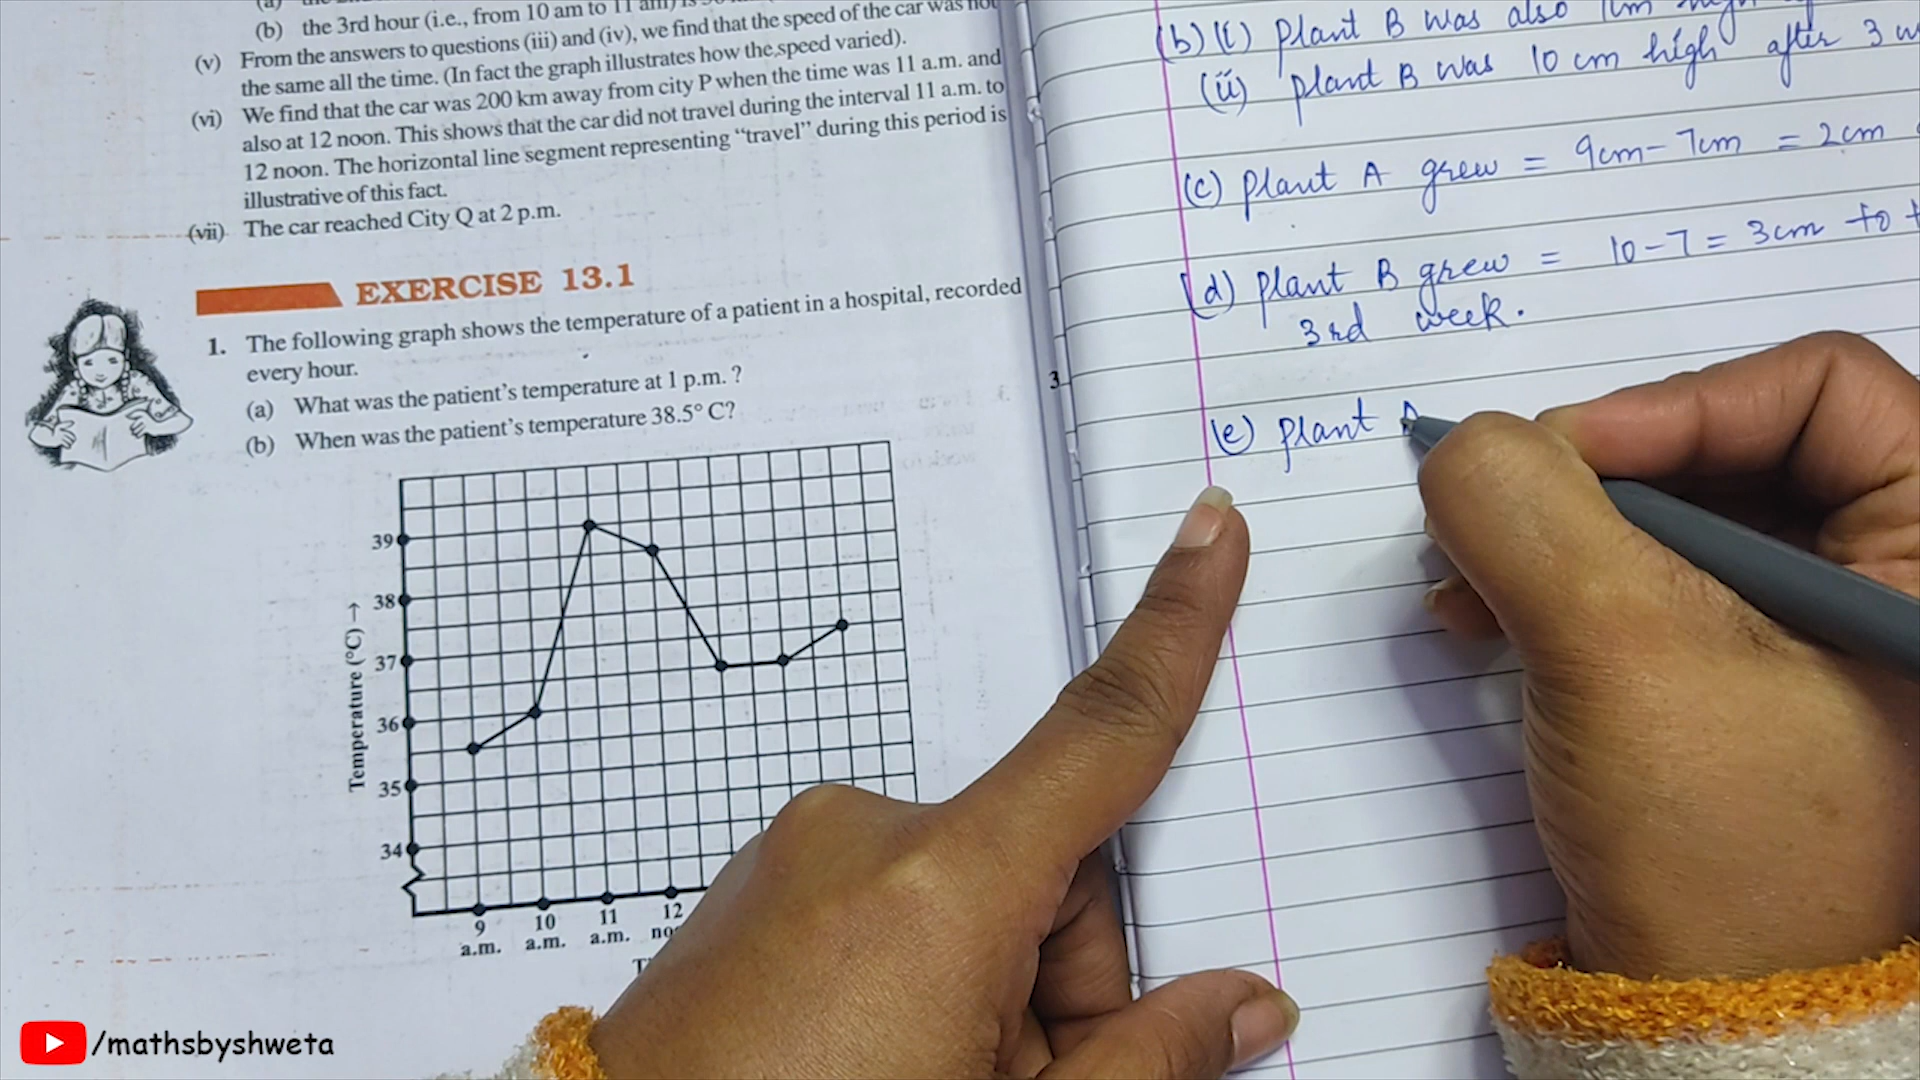 (b) the 3rd hour (i.e., from 10 am to 11 am) is
(v) From the answers to questions (iii) and (iv), we find that the speed of the car was not
the same all the time. (In fact the graph illustrates how the speed varied).
(vi) We find that the car was 200 km away from city P when the time was 11 a.m. and
also at 12 noon. This shows that the car did not travel during the interval 11 a.m. to
12 noon. The horizontal line segment representing “travel” during this period is
illustrative of this fact.
(vii) The car reached City Q at 2 p.m.
EXERCISE 13.1
1. The following graph shows the temperature of a patient in a hospital, recorded
every hour.
(a) What was the patient’s temperature at 1 p.m. ?
(b) When was the patient’s temperature 38.5° C?
39
38
37
36
35
34
Temperature (°C) →
9 10 11 12
a.m. a.m. a.m.
3
(b) (i) Plant B was also
(ii) Plant B was 10 cm high after 3
(c) Plant A grew = 9cm - 7cm = 2cm
(d) Plant B grew = 10 - 7 = 3cm to
3rd week.
(e) Plant
/mathsbyshweta